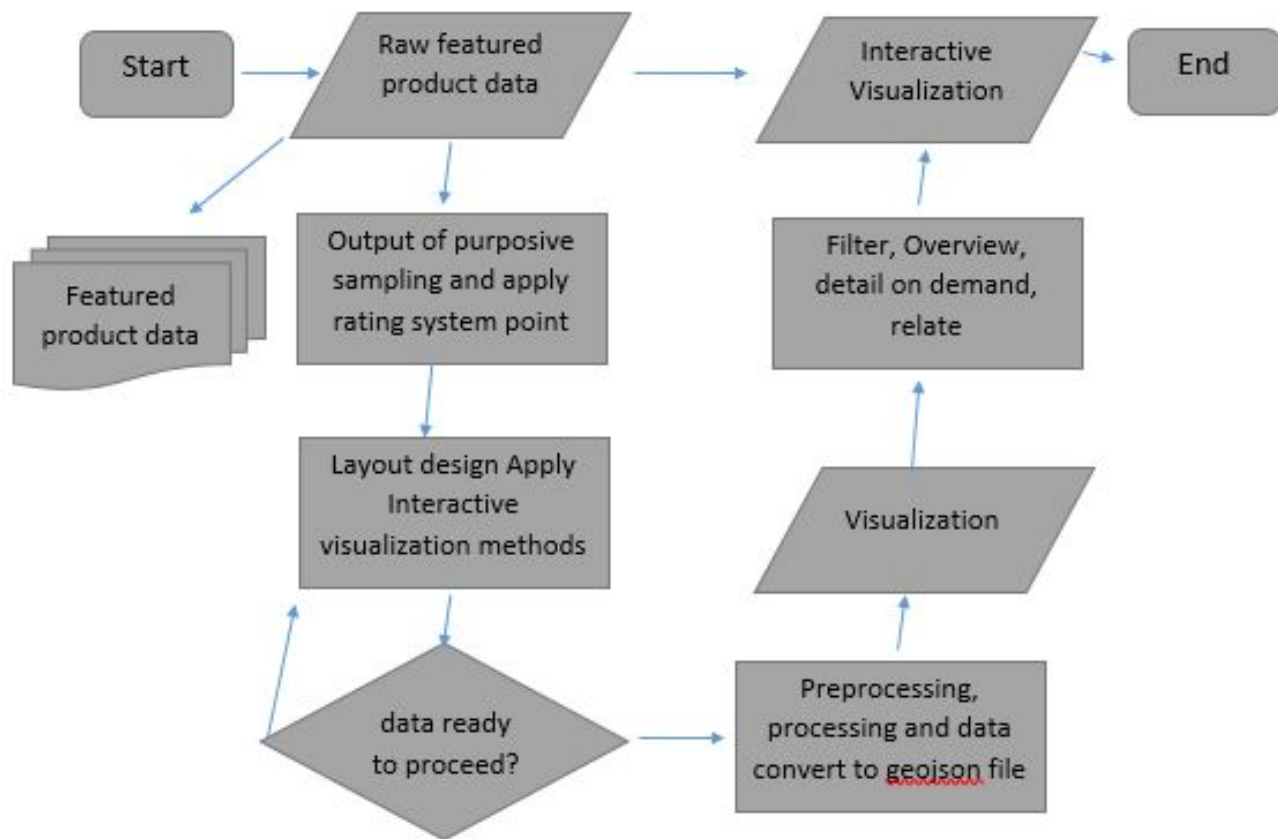 Start
Raw featured
product data
Interactive
Visualization
End
Featured
product data
Output of purposive
sampling and apply
rating system point
Filter, Overview,
detail on demand,
relate
Layout design Apply
Interactive
visualization methods
Visualization
data ready
to proceed?
Preprocessing,
processing and data
convert to geojson file